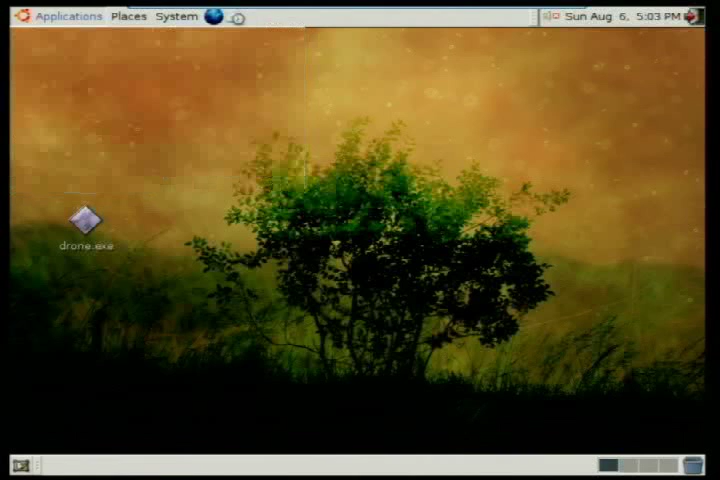 Applications Places System Sun Aug 6, 5:03 PM
drone.exe